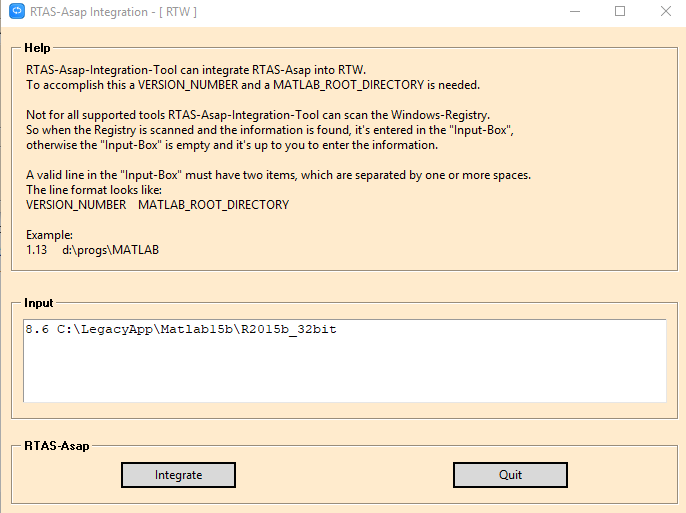 RTAS-Asap Integration - [ RTW ]
Help
RTAS-Asap-Integration-Tool can integrate RTAS-Asap into RTW.
To accomplish this a VERSION_NUMBER and a MATLAB_ROOT_DIRECTORY is needed.
Not for all supported tools RTAS-Asap-Integration-Tool can scan the Windows-Registry.
So when the Registry is scanned and the information is found, it's entered in the "Input-Box",
otherwise the "Input-Box" is empty and it's up to you to enter the information.
A valid line in the "Input-Box" must have two items, which are separated by one or more spaces.
The line format looks like:
VERSION_NUMBER MATLAB_ROOT_DIRECTORY
Example:
1.13 d:\progs\MATLAB
Input
8.6 C:\LegacyApp\Matlab15b\R2015b_32bit
RTAS-Asap
Integrate Quit